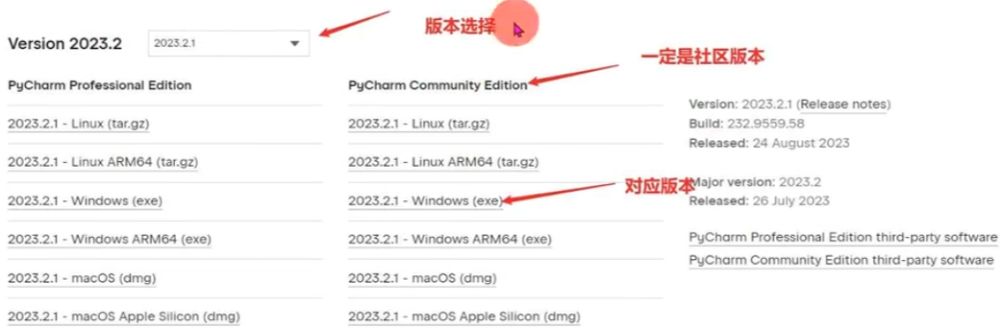 版本选择
Version 2023.2
2023.2.1
一定是社区版本
PyCharm Professional Edition
2023.2.1 - Linux (tar.gz)
2023.2.1 - Linux ARM64 (tar.gz)
2023.2.1 - Windows (exe)
2023.2.1 - Windows ARM64 (exe)
2023.2.1 - macOS (dmg)
2023.2.1 - macOS Apple Silicon (dmg)
PyCharm Community Edition
2023.2.1 - Linux (tar.gz)
2023.2.1 - Linux ARM64 (tar.gz)
2023.2.1 - Windows (exe)
2023.2.1 - Windows ARM64 (exe)
2023.2.1 - macOS (dmg)
2023.2.1 - macOS Apple Silicon (dmg)
对应版本
Version: 2023.2.1 (Release notes)
Build: 232.9559.58
Released: 24 August 2023
Major version: 2023.2
Released: 26 July 2023
PyCharm Professional Edition third-party software
PyCharm Community Edition third-party software